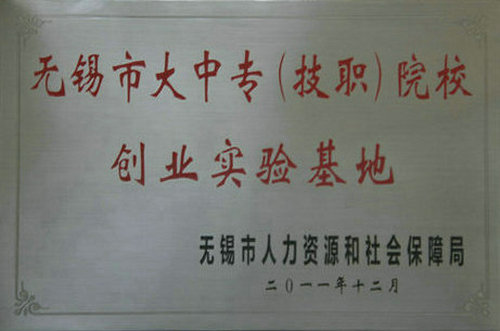 无锡市大中专(技职)院校
创业实验基地
无锡市人力资源和社会保障局
二〇一一年十二月